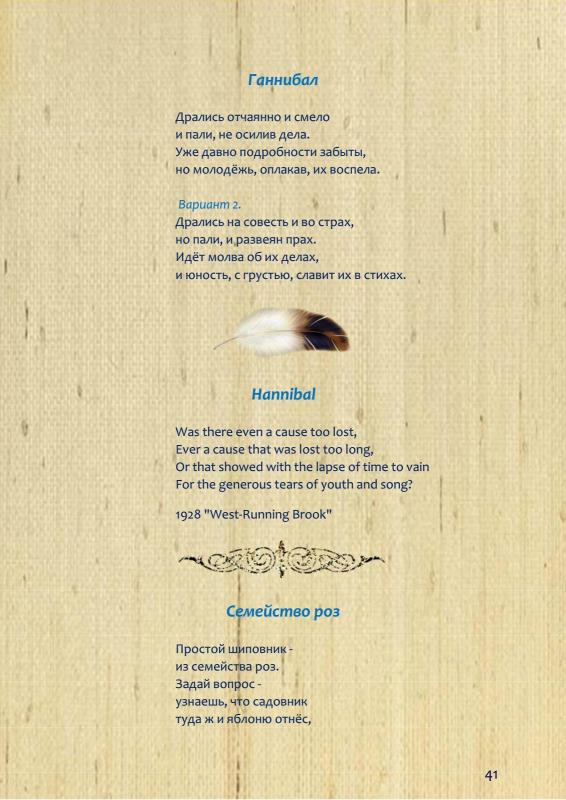 Ганнибал
Дрались отчаянно и смело
и пали, не осилив дела.
Уже давно подробности забыты,
но молодёжь, оплакав, их воспела.
Вариант 2.
Дрались на совесть и во страх,
но пали, и развеян прах.
Идёт молва об их делах,
и юность, с грустью, славит их в стихах.
Hannibal
Was there even a cause too lost,
Ever a cause that was lost too long,
Or that showed with the lapse of time to vain
For the generous tears of youth and song?
1928 "West-Running Brook"
Семейство роз
Простой шиповник -
из семейства роз.
Задай вопрос -
узнаешь, что садовник
туда ж и яблоню отнёс,
41